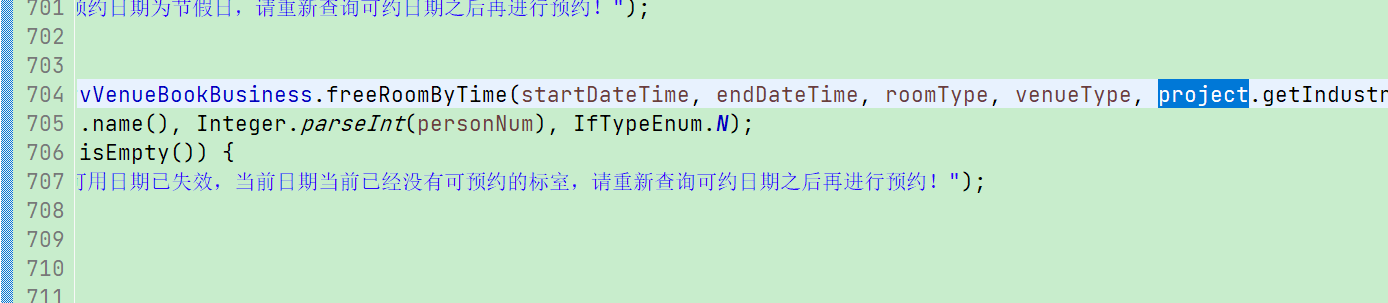 701 预约日期为节假日，请重新查询可约日期之后再进行预约！");
702
703
704 vVenueBookBusiness.freeRoomByTime(startDateTime, endDateTime, roomType, venueType, project.getIndustr
705 .name(), Integer.parseInt(personNum), IfTypeEnum.N);
706 isEmpty()) {
707 可用日期已失效，当前日期当前已经没有可预约的标室，请重新查询可约日期之后再进行预约！");
708
709
710
711